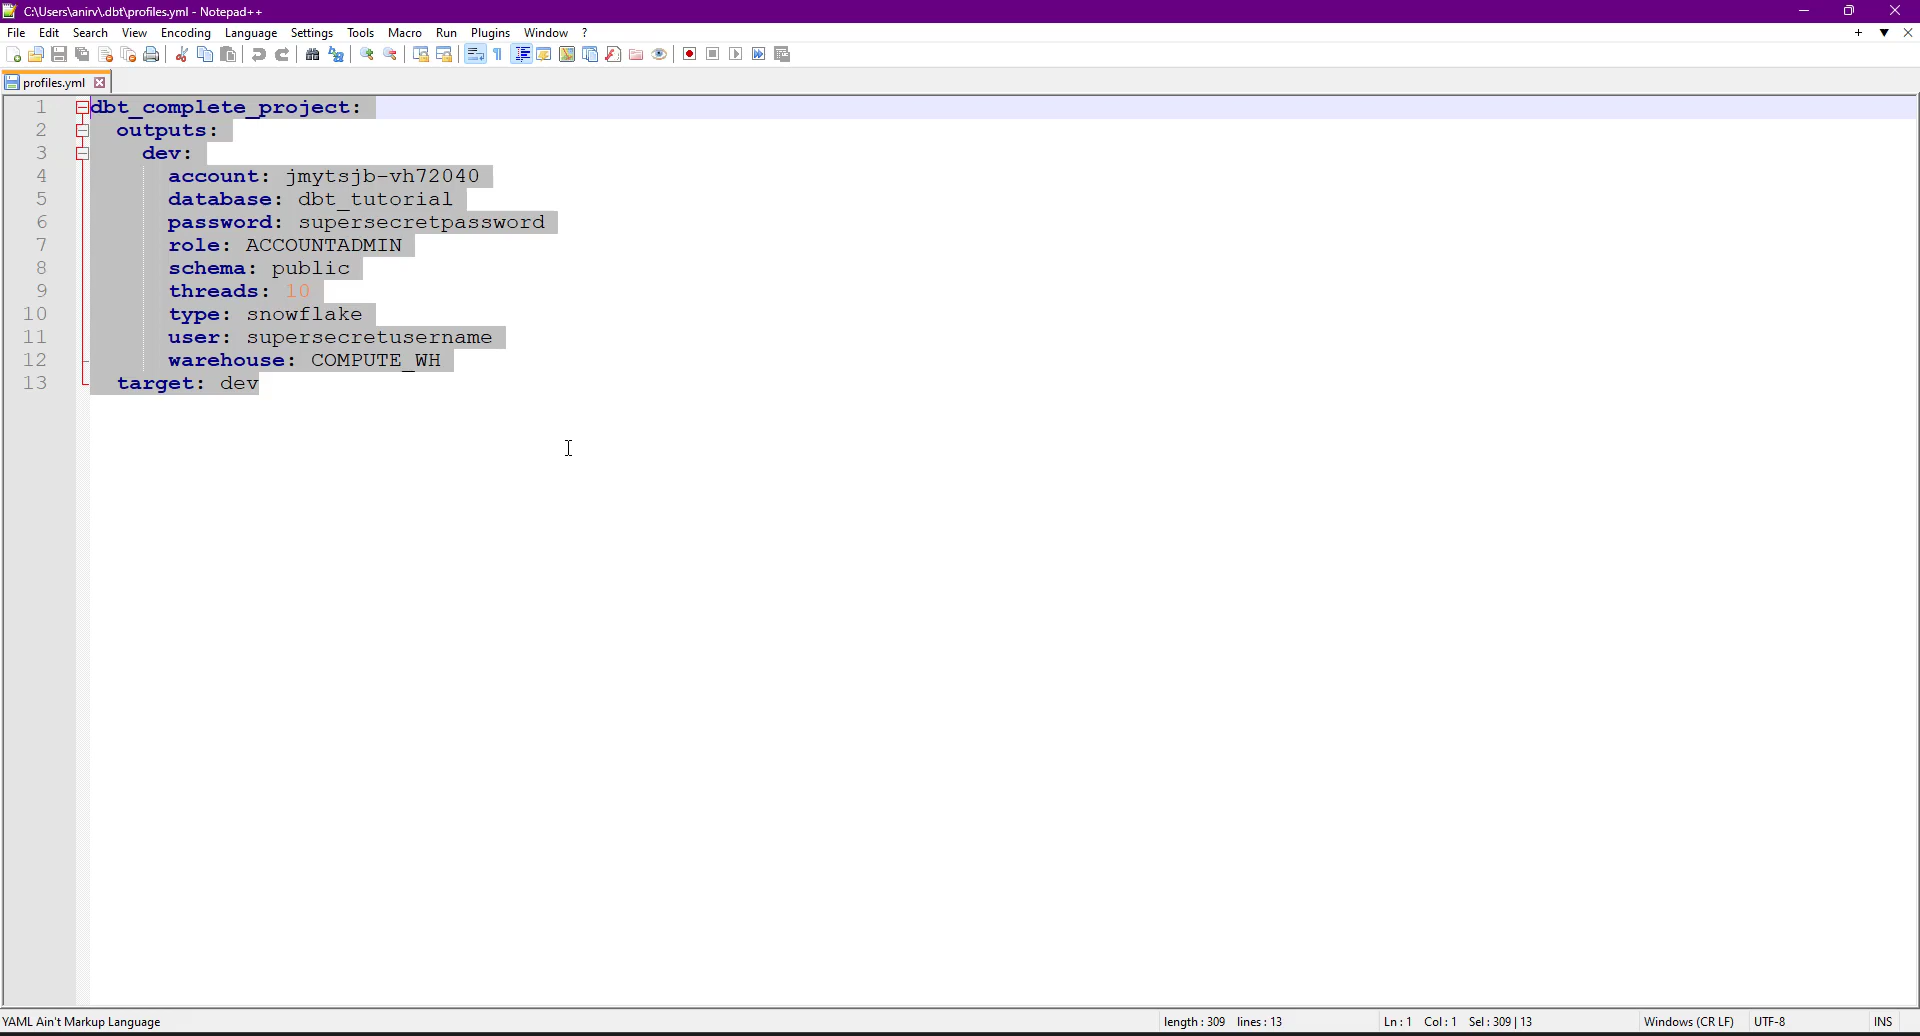 C:\Users\anirv\.dbt\profiles.yml - Notepad++
File Edit Search View Encoding Language Settings Tools Macro Run Plugins Window ?
profiles.yml
1 dbt_complete_project:
2 outputs:
3 dev:
4 account: jmytsjb-vh72040
5 database: dbt_tutorial
6 password: supersecretpassword
7 role: ACCOUNTADMIN
8 schema: public
9 threads: 10
10 type: snowflake
11 user: supersecretusername
12 warehouse: COMPUTE_WH
13 target: dev
YAML Ain't Markup Language length : 309 lines : 13 Ln : 1 Col : 1 Sel : 309 | 13 Windows (CR LF) UTF-8 INS